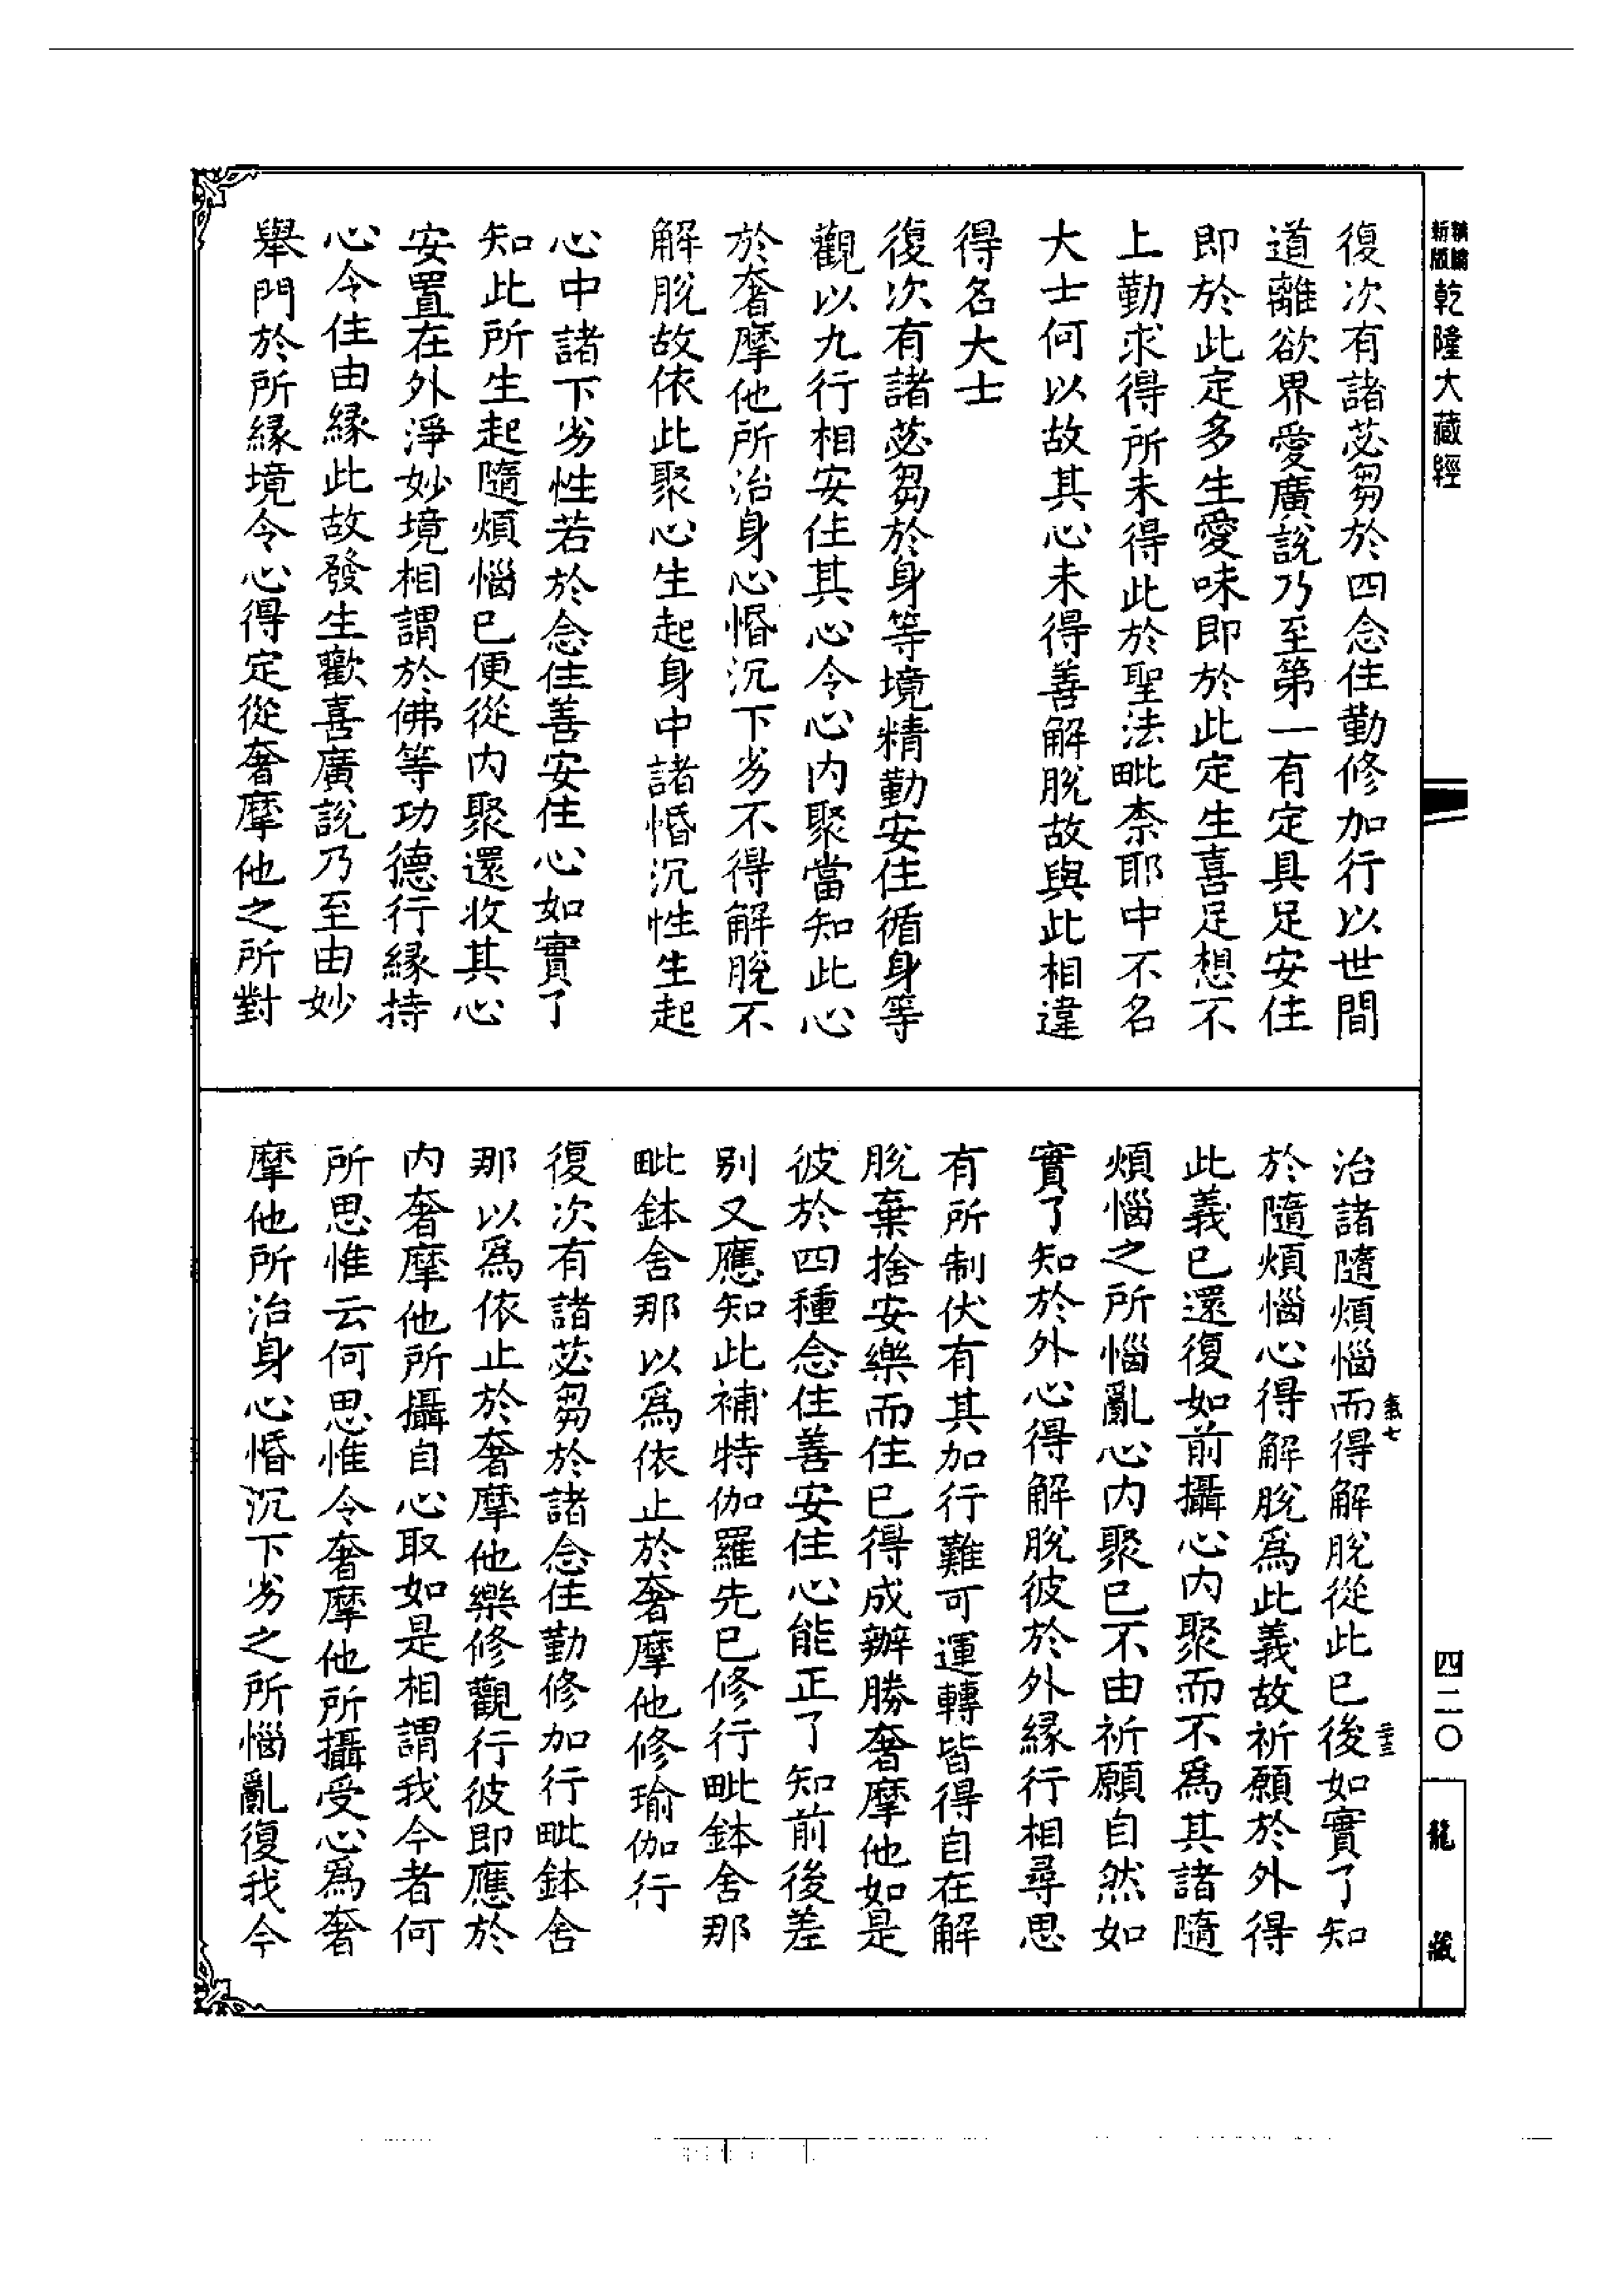 新版精編乾隆大藏經
復次有諸苾芻於四念住勤修加行以世間
道離欲界愛廣說乃至第一有定具足安住
即於此定多生愛味即於此定生喜足想不
上勤求得所未得此於聖法毗柰耶中不名
大士何以故其心未得善解脫故與此相違
得名大士
復次有諸苾芻於身等境精勤安住循身等
觀以九行相安住其心令心內聚當知此心
於奢摩他所治身心惛沉下劣不得解脫不
解脫故依此聚心生起身中諸惛沉性生起
心中諸下劣性若於念住善安住心如實了
知此所生起隨煩惱已便從內聚還收其心
安置在外淨妙境相謂於佛等功德行緣持
心令住由緣此故發生歡喜廣說乃至由妙
舉門於所緣境令心得定從奢摩他之所對
治諸隨煩惱而得解脫從此已後如實了知
於隨煩惱心得解脫爲此義故祈願於外得
此義已還復如前攝心內聚而不爲其諸隨
煩惱之所惱亂心內聚已不由祈願自然如
實了知於外心得解脫彼於外緣行相尋思
有所制伏有其加行難可運轉皆得自在解
脫棄捨安樂而住已得成辦勝奢摩他如是
彼於四種念住善安住心能正了知前後差
別又應知此補特伽羅先已修行毗鉢舍那
毗鉢舍那以爲依止於奢摩他修瑜伽行
復次有諸苾芻於諸念住勤修加行毗鉢舍
那以爲依止於奢摩他樂修觀行彼即應於
內奢摩他所攝自心取如是相謂我今者何
所思惟云何思惟令奢摩他所攝受心爲奢
摩他所治身心惛沉下劣之所惱亂復我今
四二〇
龍藏